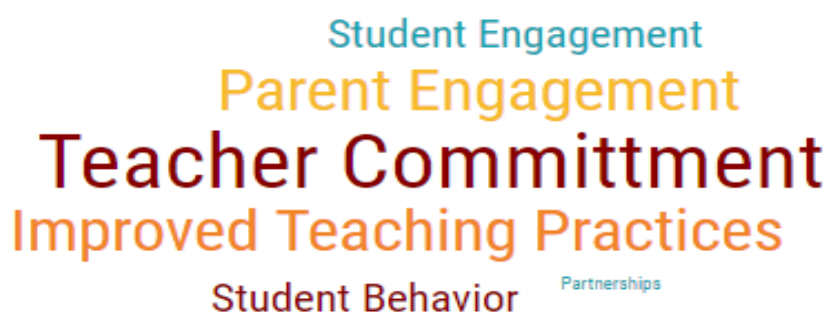 Student Engagement
Parent Engagement
Teacher Committment
Improved Teaching Practices
Student Behavior
Partnerships